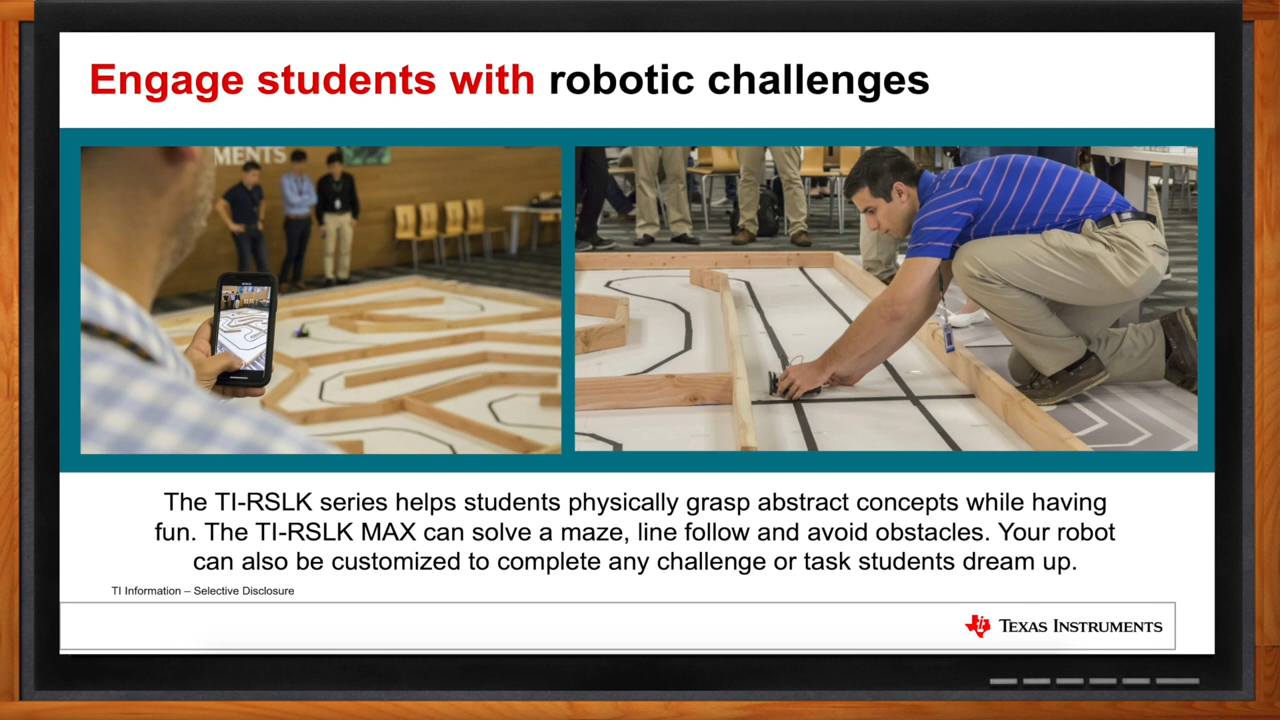 Engage students with robotic challenges
MENTS
The TI-RSLK series helps students physically grasp abstract concepts while having
fun. The TI-RSLK MAX can solve a maze, line follow and avoid obstacles. Your robot
can also be customized to complete any challenge or task students dream up.
TI Information – Selective Disclosure
TEXAS INSTRUMENTS